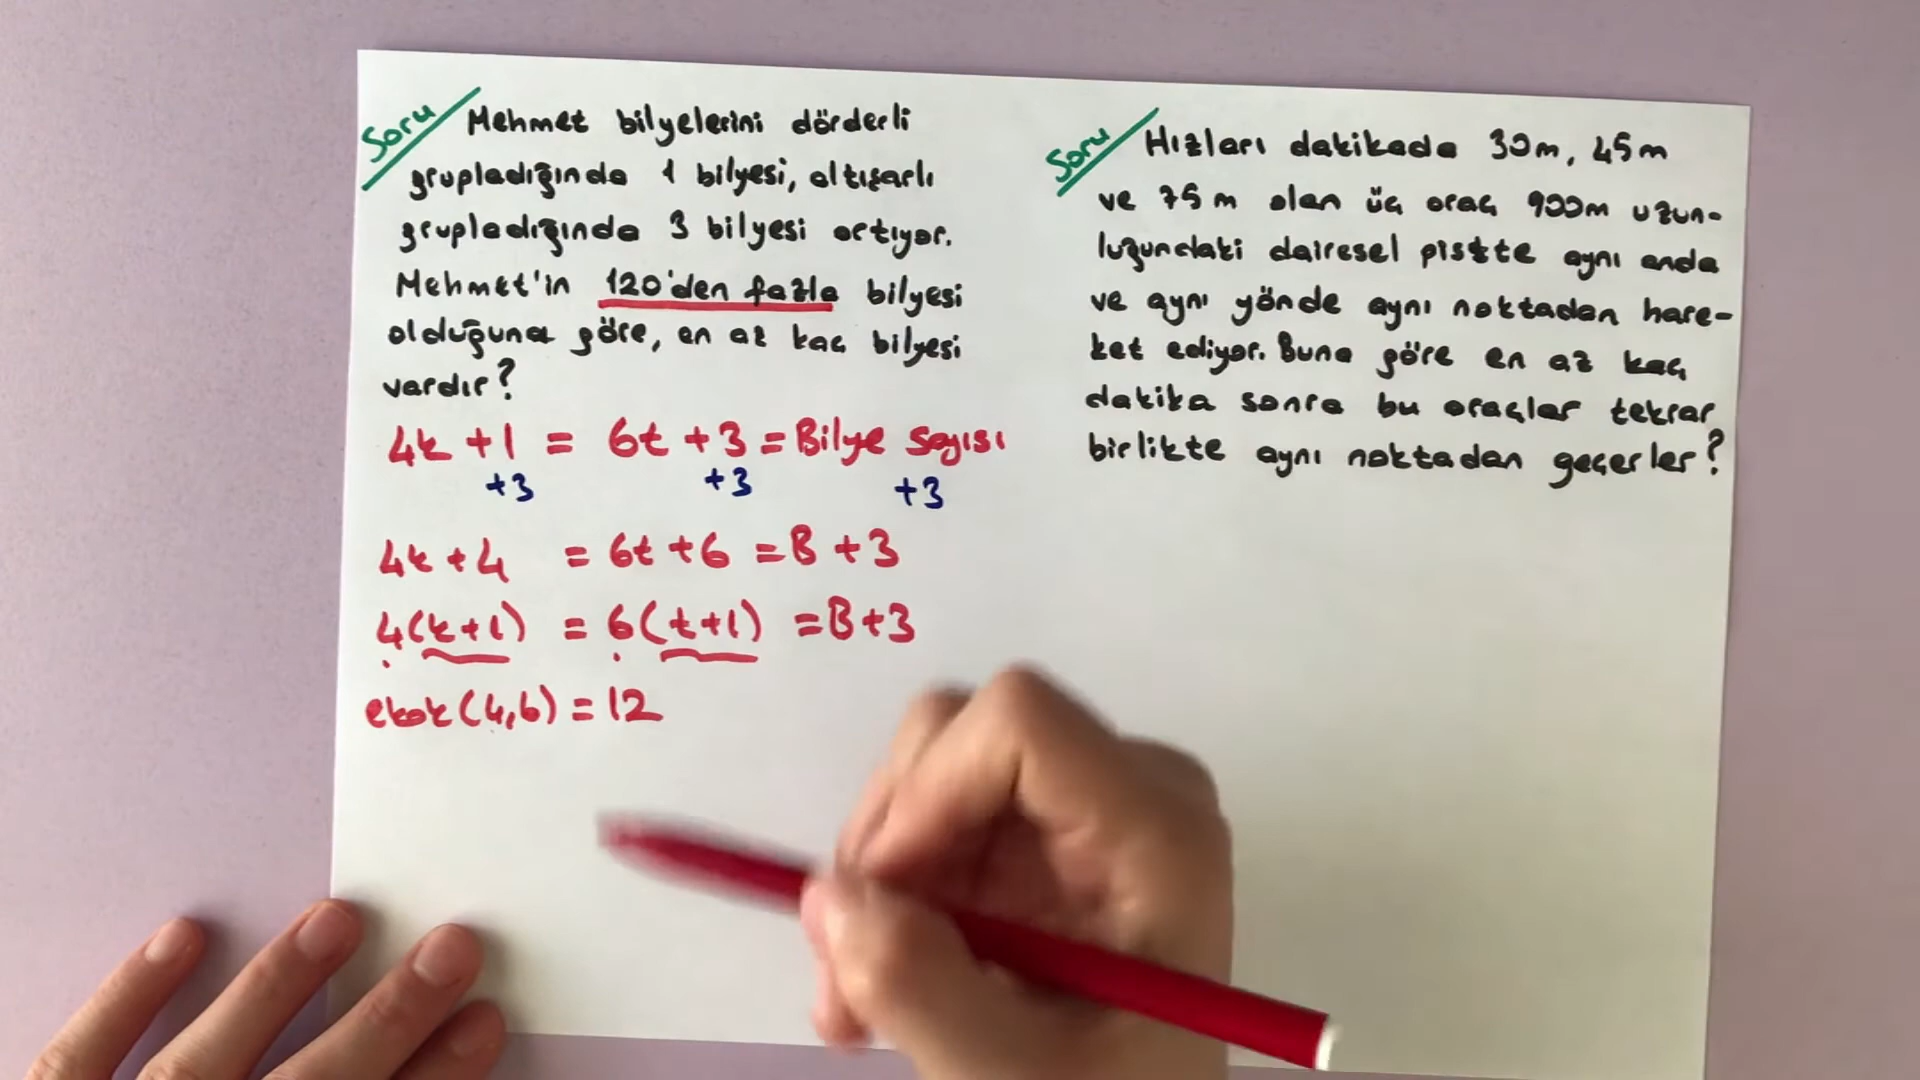 Soru Mehmet bilyelerini dörderli
grupladığında 1 bilyesi, altışarlı
grupladığında 3 bilyesi artıyor.
Mehmet'in 120'den fazla bilyesi
olduğuna göre, en az kaç bilyesi
vardır?
4k +1 = 6t +3 = Bilye sayısı
+3 +3 +3
4k + 4 = 6t + 6 = B + 3
4(k+1) = 6(t+1) = B+3
ekok(4,6) = 12
Soru Hızları dakikada 30m, 45m
ve 75m olan üç araç 900m uzun-
luğundaki dairesel pistte aynı anda
ve aynı yönde aynı noktadan hare-
ket ediyor. Buna göre en az kaç
dakika sonra bu araçlar tekrar
birlikte aynı noktadan geçerler?